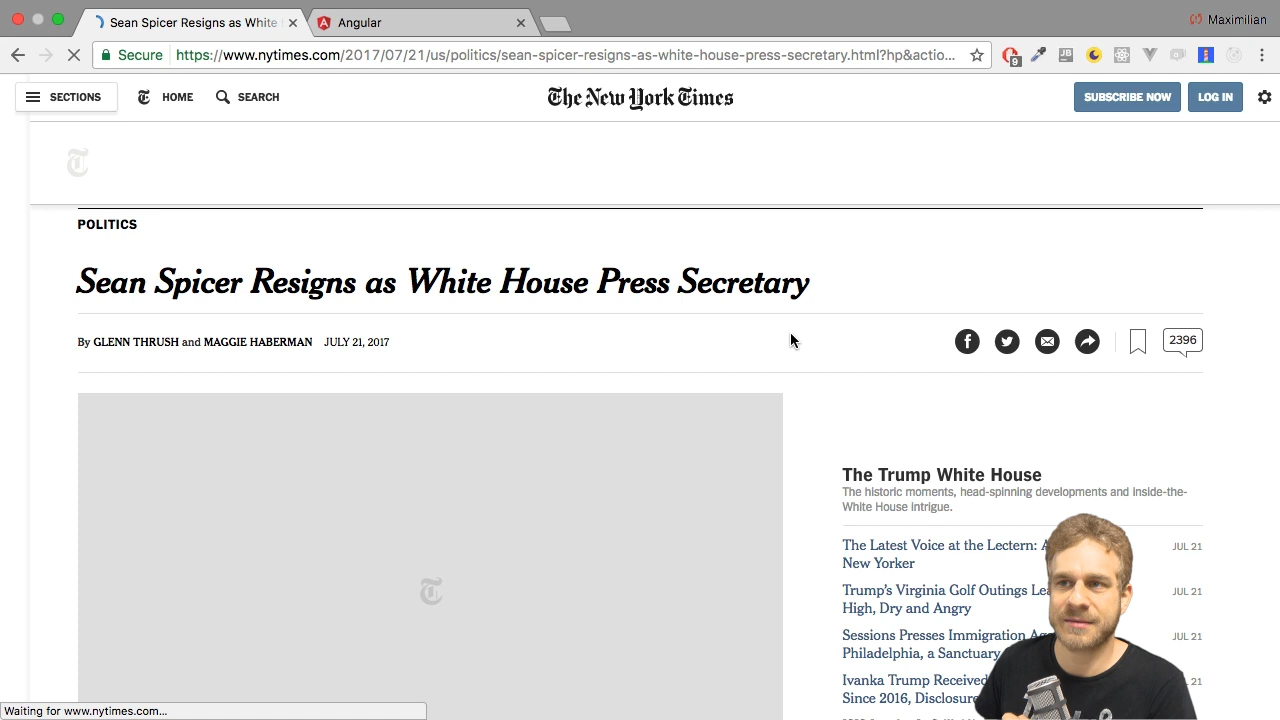 Sean Spicer Resigns as White
Angular
Maximilian
Secure
https://www.nytimes.com/2017/07/21/us/politics/sean-spicer-resigns-as-white-house-press-secretary.html?hp&actio...
9
JB
SECTIONS
HOME
SEARCH
The New York Times
SUBSCRIBE NOW
LOG IN
POLITICS
Sean Spicer Resigns as White House Press Secretary
By GLENN THRUSH and MAGGIE HABERMAN JULY 21, 2017
2396
The Trump White House
The historic moments, head-spinning developments and inside-the-
White House intrigue.
The Latest Voice at the Lectern: A
New Yorker
JUL 21
Trump's Virginia Golf Outings Lea
High, Dry and Angry
JUL 21
Sessions Presses Immigration Ag
Philadelphia, a Sanctuary
JUL 21
Ivanka Trump Received
Since 2016, Disclosure
21
Waiting for www.nytimes.com...